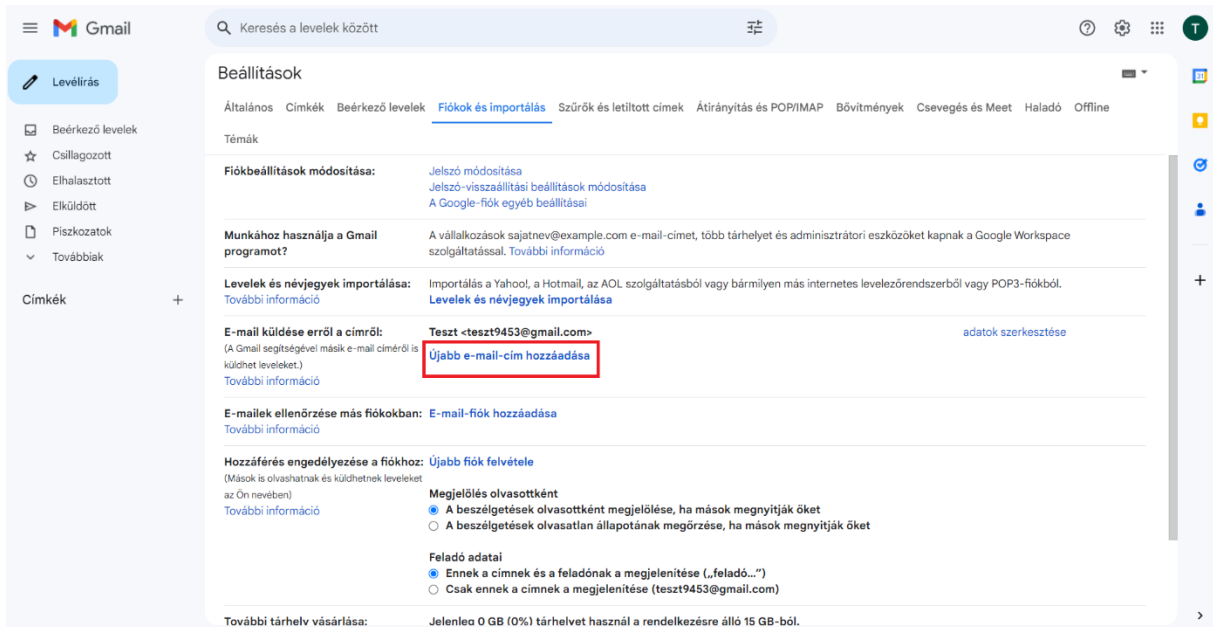 Gmail
Keresés a levelek között
T
Levélírás
Beérkező levelek
Csillagozott
Elhalasztott
Elküldött
Piszkozatok
Továbbiak
Címkék
Beállítások
Általános Címkék Beérkező levelek Fiókok és importálás Szűrők és letiltott címek Átirányítás és POP/IMAP Bővítmények Csevegés és Meet Haladó Offline
Témák
Fiókbeállítások módosítása: Jelszó módosítása
Jelszó-visszaállítási beállítások módosítása
A Google-fiók egyéb beállításai
Munkához használja a Gmail A vállalkozások sajatnev@example.com e-mail-címet, több tárhelyet és adminisztrátori eszközöket kapnak a Google Workspace
programot? szolgáltatással. További információ
Levelek és névjegyek importálása: Importálás a Yahoo!, a Hotmail, az AOL szolgáltatásból vagy bármilyen más internetes levelezőrendszerből vagy POP3-fiókból.
További információ Levelek és névjegyek importálása
E-mail küldése erről a címről: Teszt <teszt9453@gmail.com> adatok szerkesztése
(A Gmail segítségével másik e-mail címéről is
küldhet leveleket.) Újabb e-mail-cím hozzáadása
További információ
E-mailek ellenőrzése más fiókokban: E-mail-fiók hozzáadása
További információ
Hozzáférés engedélyezése a fiókhoz: Újabb fiók felvétele
(Mások is olvashatnak és küldhetnek leveleket
az Ön nevében)
További információ
Megjelölés olvasottként
A beszélgetések olvasottként megjelölése, ha mások megnyitják őket
A beszélgetések olvasatlan állapotának megőrzése, ha mások megnyitják őket
Feladó adatai
Ennek a címnek és a feladónak a megjelenítése („feladó...”)
Csak ennek a címnek a megjelenítése (teszt9453@gmail.com)
További tárhely vásárlása: Jelenleg 0 GB (0%) tárhelyet használ a rendelkezésre álló 15 GB-ból.
31